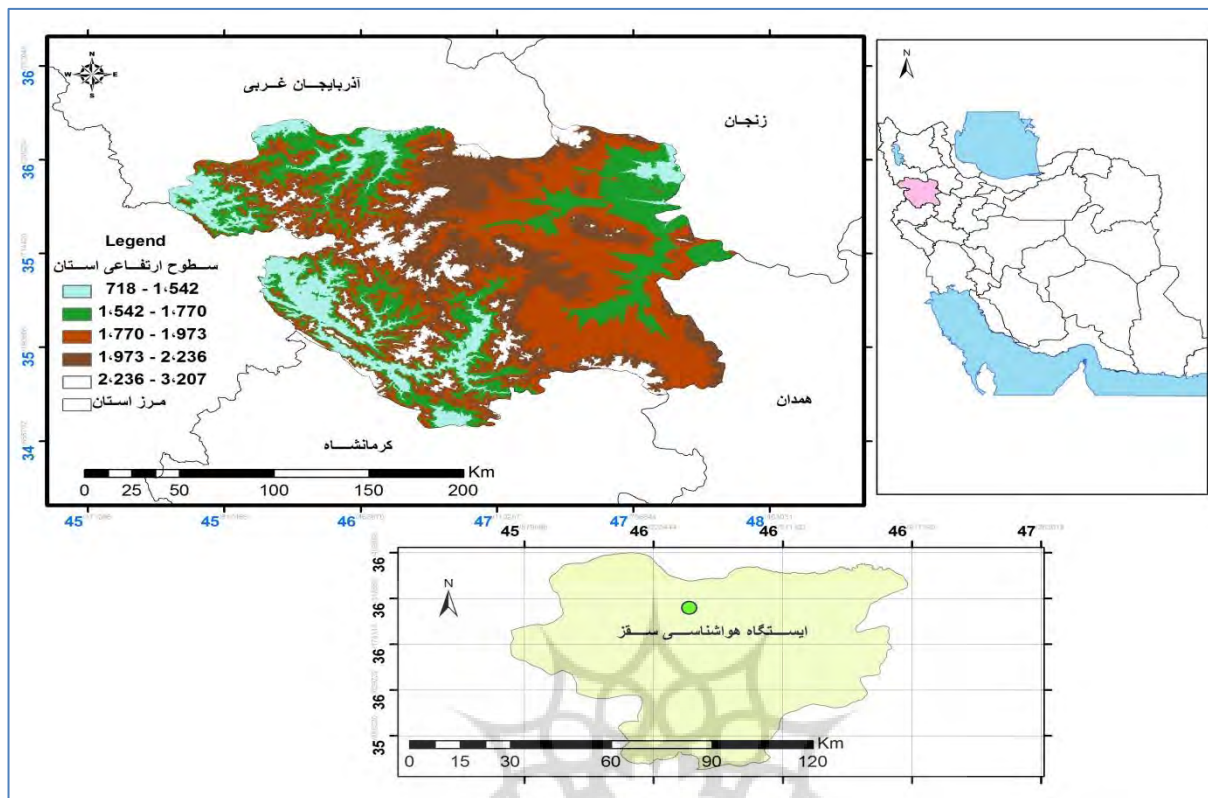 N
W E
S
آذربایجان غربی
زنجان
همدان
کرمانشاه
Legend
سطوح ارتفاعی استان
718 - 1،542
1،542 - 1،770
1،770 - 1،973
1،973 - 2،236
2،236 - 3،207
مرز استان
Km
0 25 50 100 150 200
36
36
35
35
34
45 45 46 47 47 48
N
45 46 46 46 47
N
ایستگاه هواشناسی سقز
36
36
36
36
35
Km
0 15 30 60 90 120